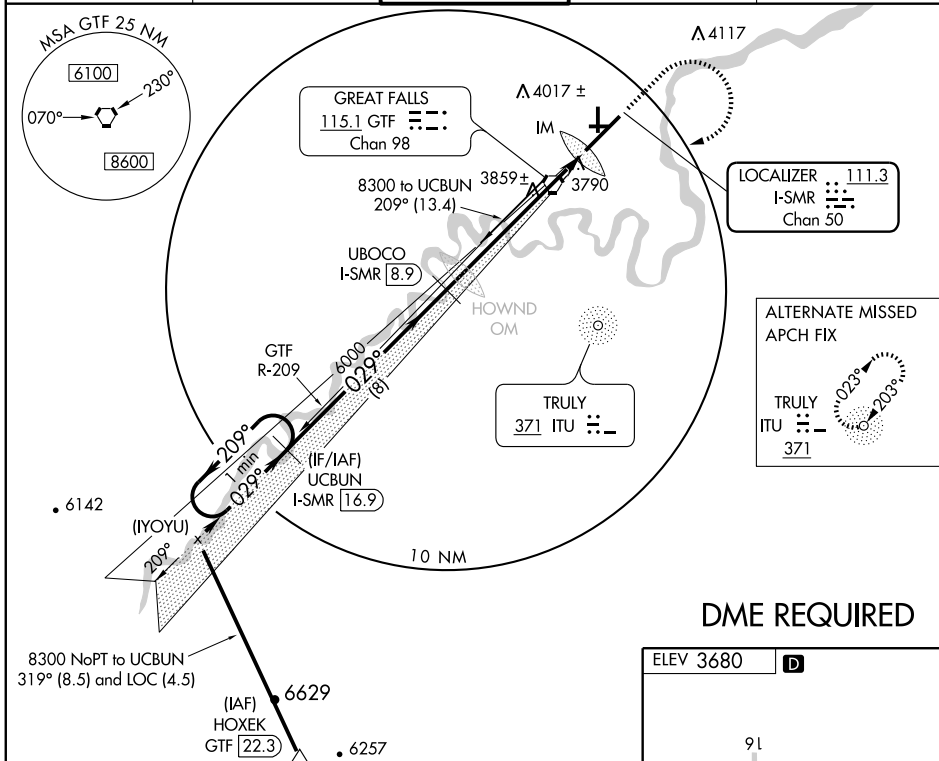 MSA GTF 25 NM
6100
230°
070°
8600
4117
4017 ±
IM
GREAT FALLS
115.1 GTF
Chan 98
3859±
3790
LOCALIZER 111.3
I-SMR
Chan 50
8300 to UCBUN
209° (13.4)
UBOCO
I-SMR 8.9
HOWND
OM
ALTERNATE MISSED
APCH FIX
023°
203°
TRULY
ITU
371
GTF
R-209
6000
029°
(8)
TRULY
371 ITU
209°
1 min
029°
(IF/IAF)
UCBUN
I-SMR 16.9
6142
(IYOYU)
209°
10 NM
DME REQUIRED
8300 NoPT to UCBUN
319° (8.5) and LOC (4.5)
6629
(IAF)
HOXEK
GTF 22.3
6257
ELEV 3680 D
16